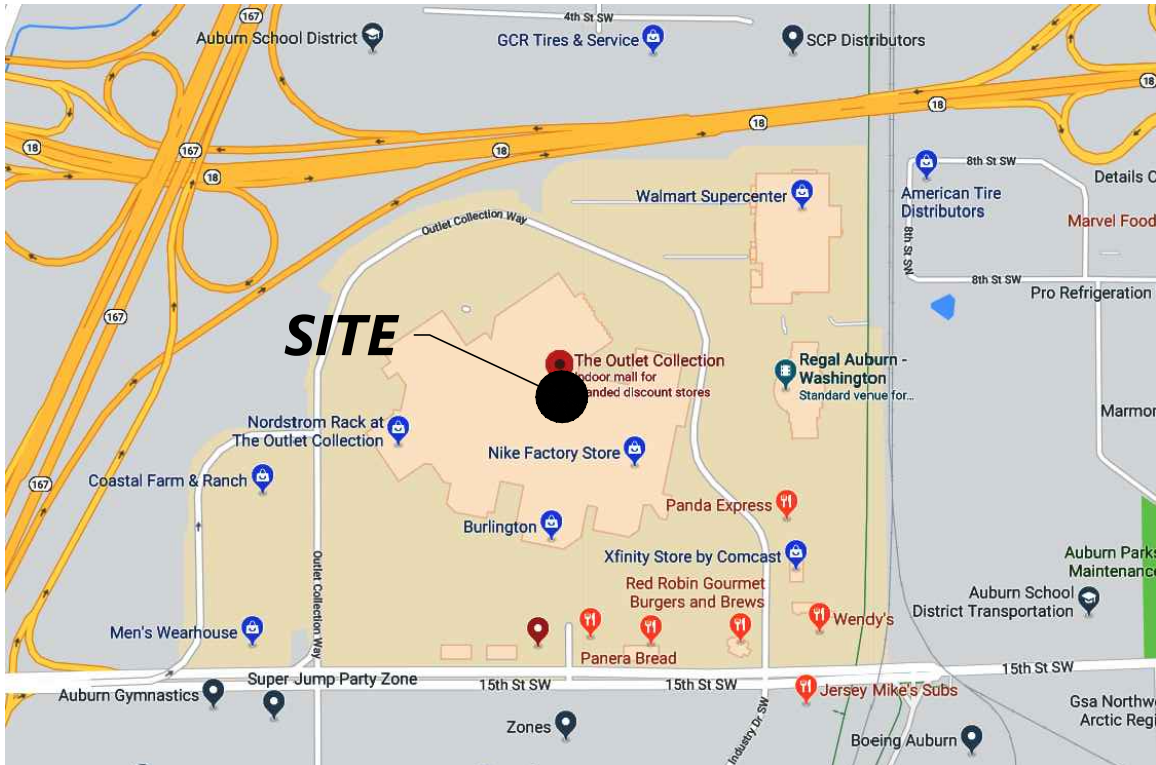 167
4th St SW
Auburn School District
GCR Tires & Service
SCP Distributors
18
18
18
167
18
18
18
8th St SW
Walmart Supercenter
American Tire
Distributors
Details C
Outlet Collection Way
Marvel Food
8th St SW
8th St SW
Pro Refrigeration
167
SITE
The Outlet Collection
Indoor mall for
anded discount stores
Regal Auburn -
Washington
Standard venue for...
Marmor
Nordstrom Rack at
The Outlet Collection
Nike Factory Store
Coastal Farm & Ranch
167
Panda Express
Burlington
Xfinity Store by Comcast
Auburn Parks
Maintenance
Outlet Collection Way
Red Robin Gourmet
Burgers and Brews
Auburn School
District Transportation
Men's Wearhouse
Wendy's
Panera Bread
15th St SW
Super Jump Party Zone
Auburn Gymnastics
15th St SW
15th St SW
Jersey Mike's Subs
Gsa Northw
Arctic Regi
Zones
Industry Dr SW
Boeing Auburn